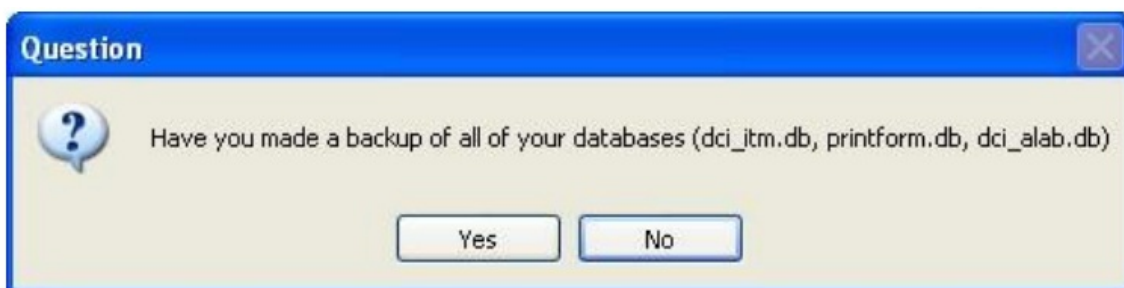 Question
Have you made a backup of all of your databases (dci_itm.db, printform.db, dci_alab.db)
Yes
No